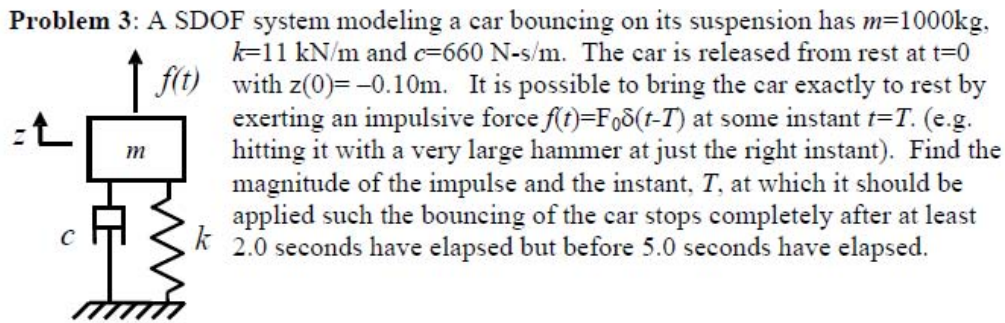 Problem 3: A SDOF system modeling a car bouncing on its suspension has m=1000kg,
k=11 kN/m and c=660 N-s/m. The car is released from rest at t=0
with z(0)= –0.10m. It is possible to bring the car exactly to rest by
exerting an impulsive force f(t)=F₀δ(t-T) at some instant t=T. (e.g.
hitting it with a very large hammer at just the right instant). Find the
magnitude of the impulse and the instant, T, at which it should be
applied such the bouncing of the car stops completely after at least
2.0 seconds have elapsed but before 5.0 seconds have elapsed.
f(t)
z
m
c
k